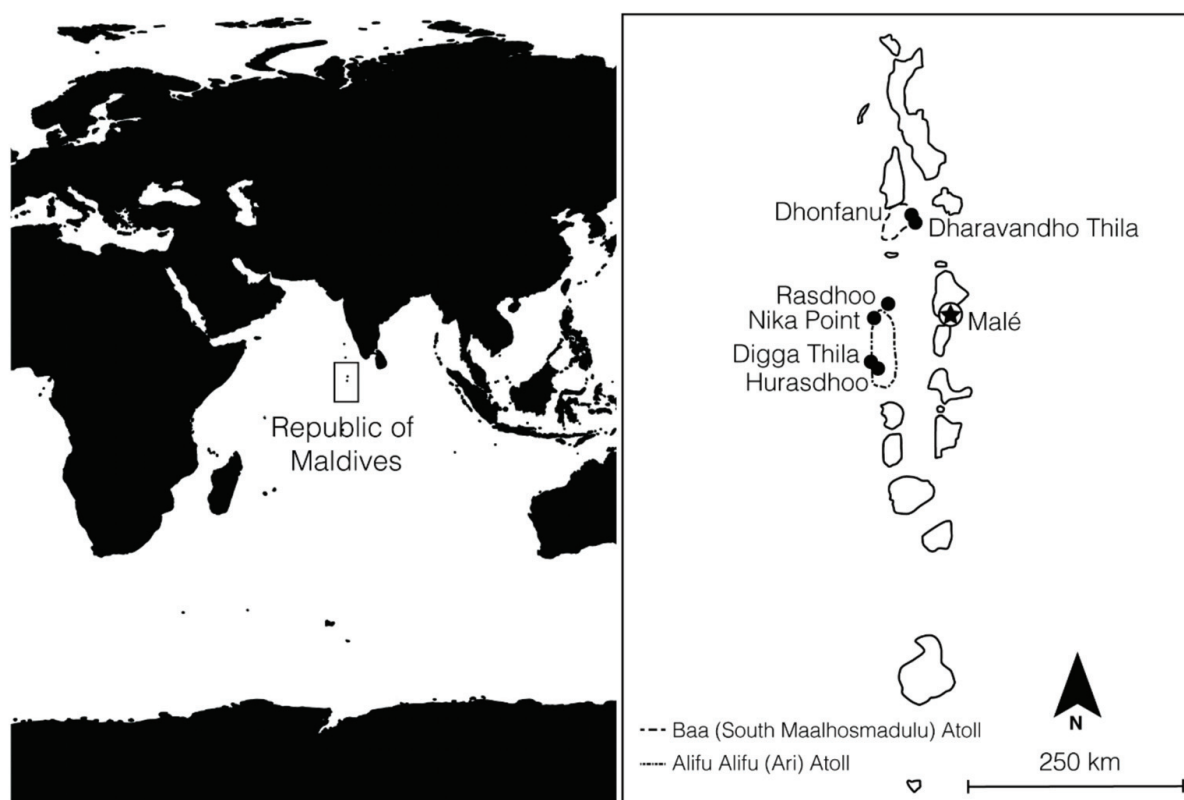 Republic of
Maldives
Dhonfanu
Dharavandho Thila
Rasdhoo
Nika Point
Malé
Digga Thila
Hurasdhoo
N
Baa (South Maalhosmadulu) Atoll
Alifu Alifu (Ari) Atoll
250 km